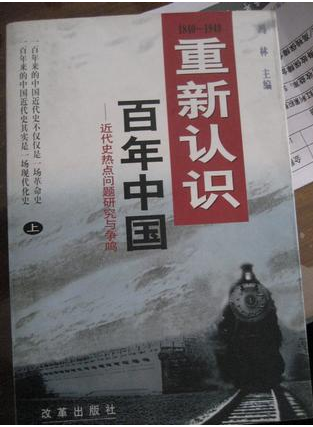 1840—1949
重新认识
百年中国
——近代史热点问题研究与争鸣
林 主编
一百年来的中国近代史不仅仅是一场革命史
一百年来的中国近代史其实是一场现代化史
上
改革出版社